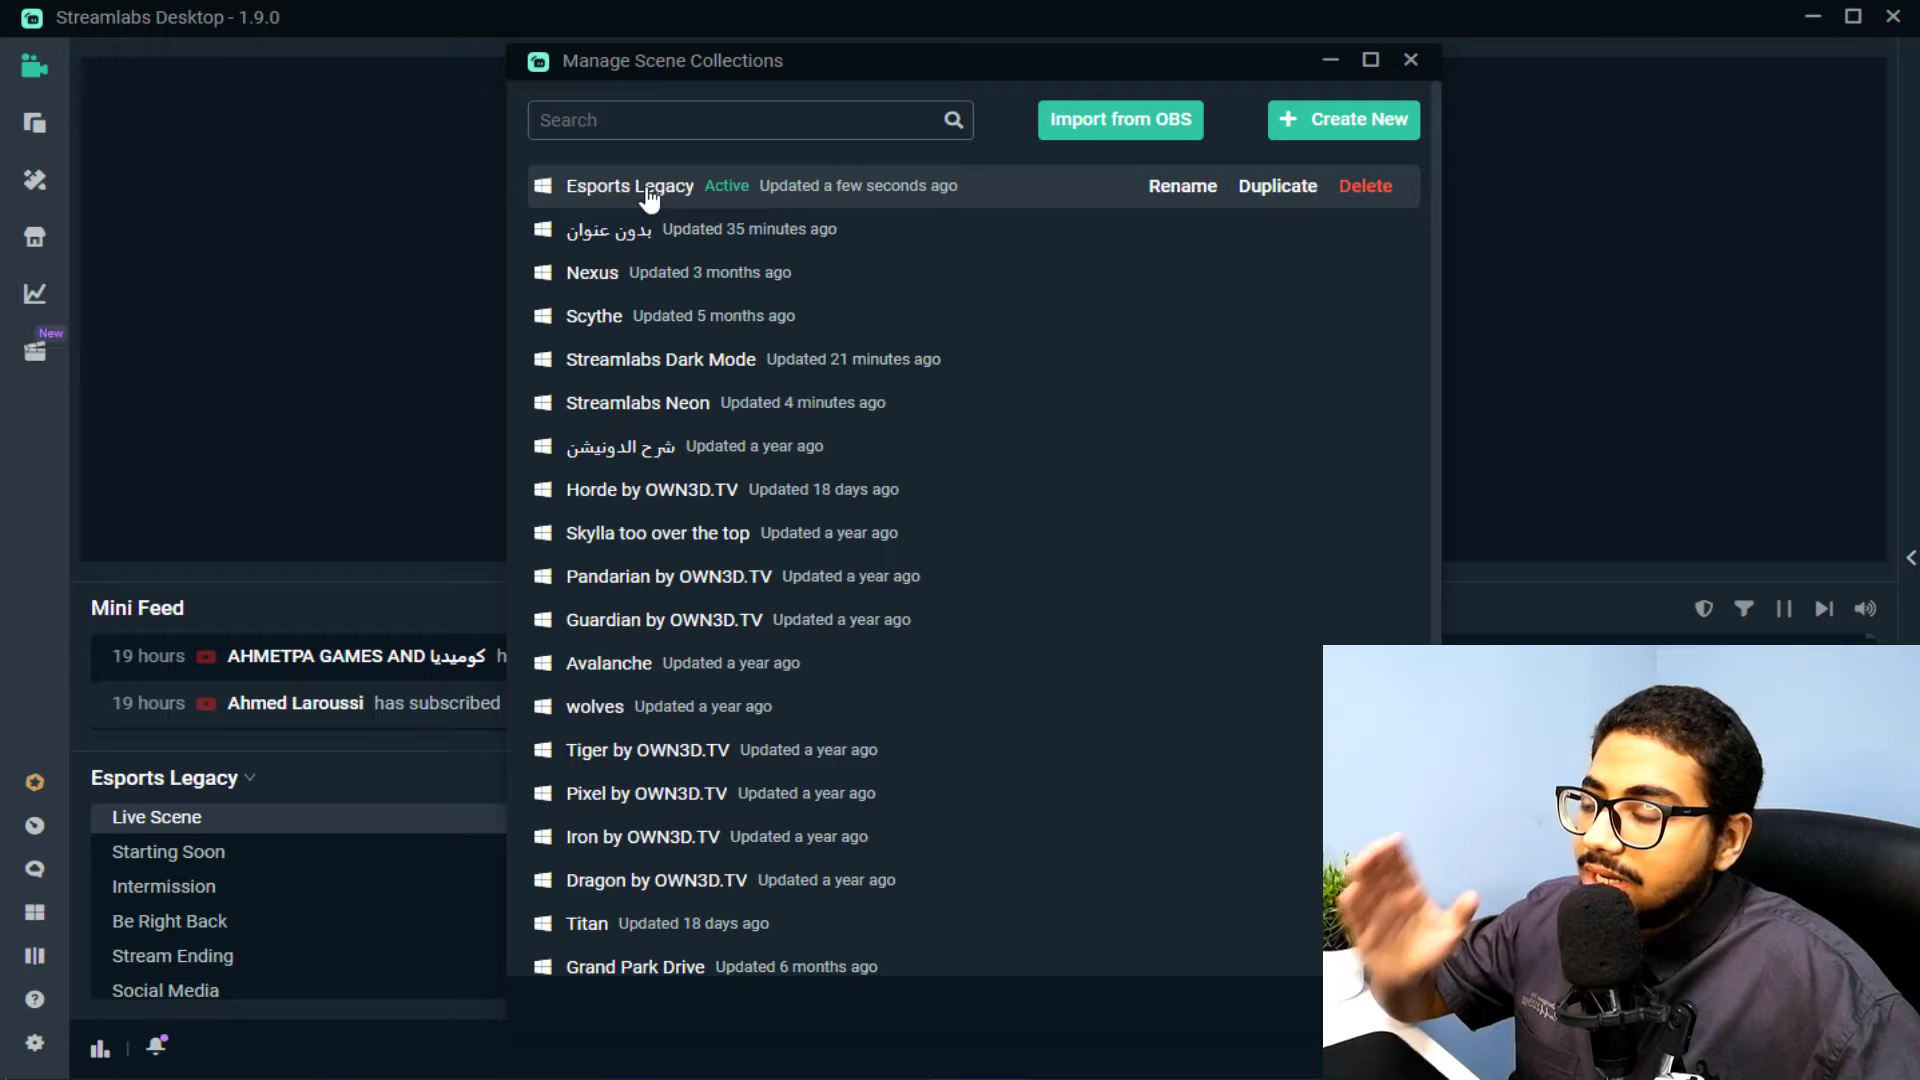 Streamlabs Desktop - 1.9.0
Manage Scene Collections
Search
Import from OBS
+ Create New
Esports Legacy Active Updated a few seconds ago Rename Duplicate Delete
بدون عنوان Updated 35 minutes ago
Nexus Updated 3 months ago
Scythe Updated 5 months ago
New
Streamlabs Dark Mode Updated 21 minutes ago
Streamlabs Neon Updated 4 minutes ago
شرح الدونيشن Updated a year ago
Horde by OWN3D.TV Updated 18 days ago
Skylla too over the top Updated a year ago
Pandarian by OWN3D.TV Updated a year ago
Guardian by OWN3D.TV Updated a year ago
Avalanche Updated a year ago
wolves Updated a year ago
Tiger by OWN3D.TV Updated a year ago
Pixel by OWN3D.TV Updated a year ago
Iron by OWN3D.TV Updated a year ago
Dragon by OWN3D.TV Updated a year ago
Titan Updated 18 days ago
Grand Park Drive Updated 6 months ago
Mini Feed
19 hours AHMETPA GAMES AND كوميديا h
19 hours Ahmed Laroussi has subscribed
Esports Legacy
Live Scene
Starting Soon
Intermission
Be Right Back
Stream Ending
Social Media